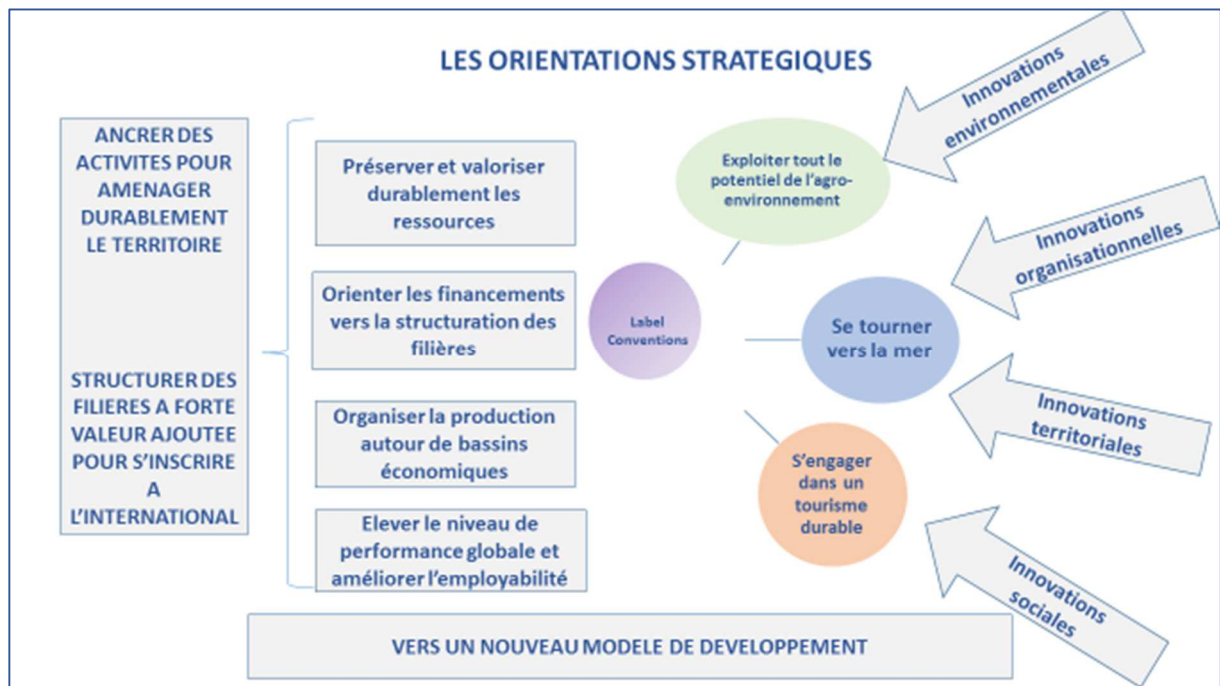 LES ORIENTATIONS STRATEGIQUES
ANCRER DES
ACTIVITES POUR
AMENAGER
DURABLEMENT
LE TERRITOIRE
STRUCTURER DES
FILIERES A FORTE
VALEUR AJOUTEE
POUR S'INSCRIRE
A
L'INTERNATIONAL
Préserver et valoriser
durablement les
ressources
Orienter les financements
vers la structuration des
filières
Organiser la production
autour de bassins
économiques
Elever le niveau de
performance globale et
améliorer l'employabilité
Label
Conventions
Exploiter tout le
potentiel de l'agro-
environnement
Se tourner
vers la mer
S'engager
dans un
tourisme
durable
Innovations
environnementales
Innovations
organisationnelles
Innovations
territoriales
Innovations
sociales
VERS UN NOUVEAU MODELE DE DEVELOPPEMENT